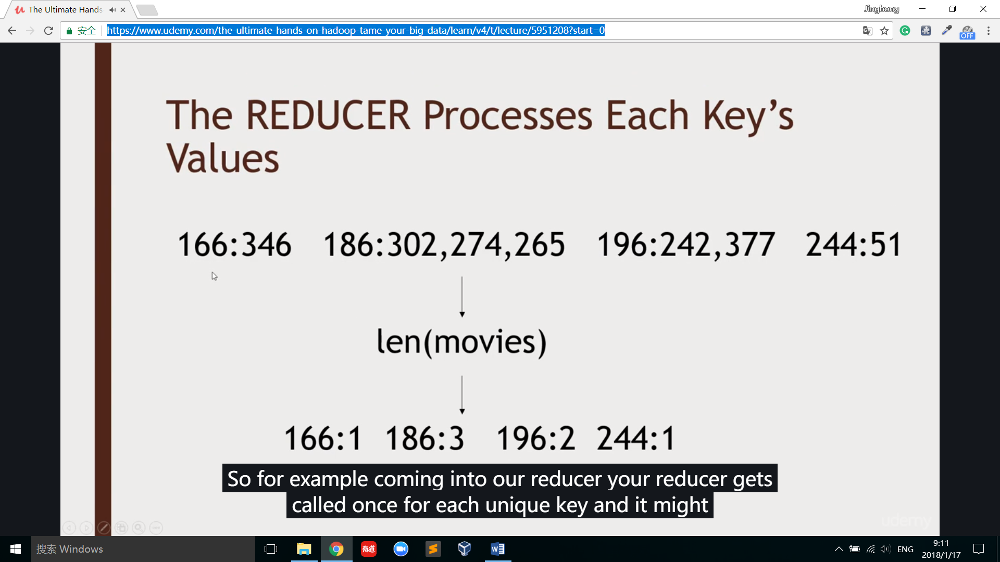 The Ultimate Hands
Jinghong
安全
https://www.udemy.com/the-ultimate-hands-on-hadoop-tame-your-big-data/learn/v4/t/lecture/5951208?start=0
OFF
The REDUCER Processes Each Key’s
Values
166:346 186:302,274,265 196:242,377 244:51
len(movies)
166:1 186:3 196:2 244:1
So for example coming into our reducer your reducer gets
called once for each unique key and it might
udemy
搜索 Windows
有道
ENG
9:11
2018/1/17